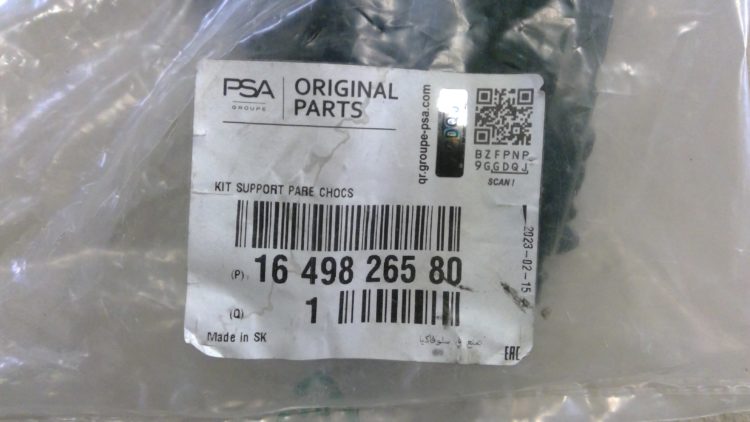 PSA
GROUPE
ORIGINAL
PARTS
qr.groupe-psa.com
BZFPNP
9GGDQJ
SCAN !
KIT SUPPORT PARE CHOCS
(P) 16 498 265 80
2023-02-15
(Q) 1
Made in SK
سلوفاكيا
EAC